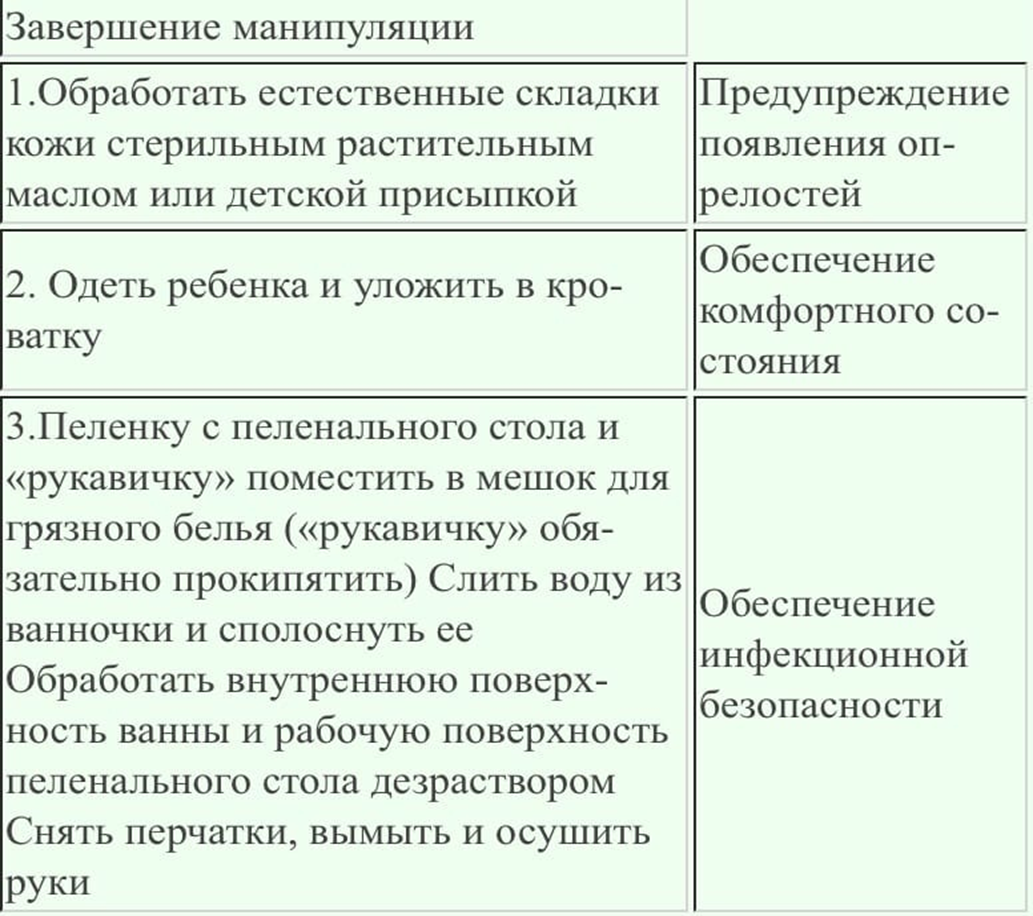 Завершение манипуляции
1.Обработать естественные складки
кожи стерильным растительным
маслом или детской присыпкой
Предупреждение
появления оп-
релостей
2. Одеть ребенка и уложить в кро-
ватку
Обеспечение
комфортного со-
стояния
3.Пеленку с пеленального стола и
«рукавичку» поместить в мешок для
грязного белья («рукавичку» обя-
зательно прокипятить) Слить воду из
ванночки и сполоснуть ее
Обработать внутреннюю поверх-
ность ванны и рабочую поверхность
пеленального стола дезраствором
Снять перчатки, вымыть и осушить
руки
Обеспечение
инфекционной
безопасности